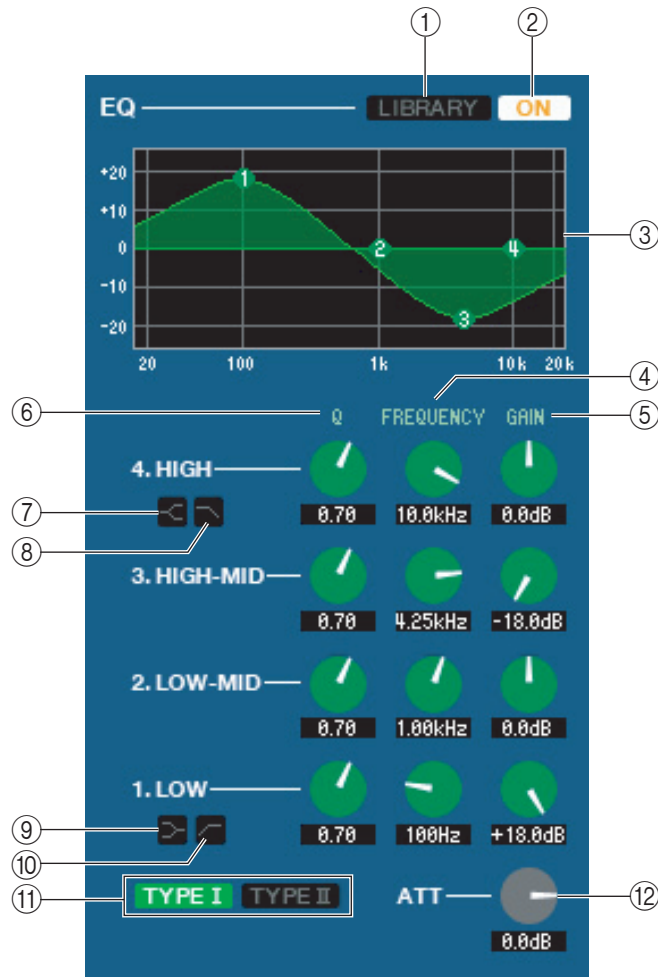 ① ②
EQ LIBRARY ON
+20
1
+10
0 2 4 ③
-10
-20 3
20 100 1k 10k 20k
④
⑥ Q FREQUENCY GAIN ⑤
4. HIGH
⑦ 0.70 10.0kHz 0.0dB
⑧
3. HIGH-MID
0.70 4.25kHz -18.0dB
2. LOW-MID
0.70 1.00kHz 0.0dB
1. LOW
⑨ 0.70 100Hz +18.0dB
⑩
⑪ TYPE I TYPE II ATT ⑫
0.0dB